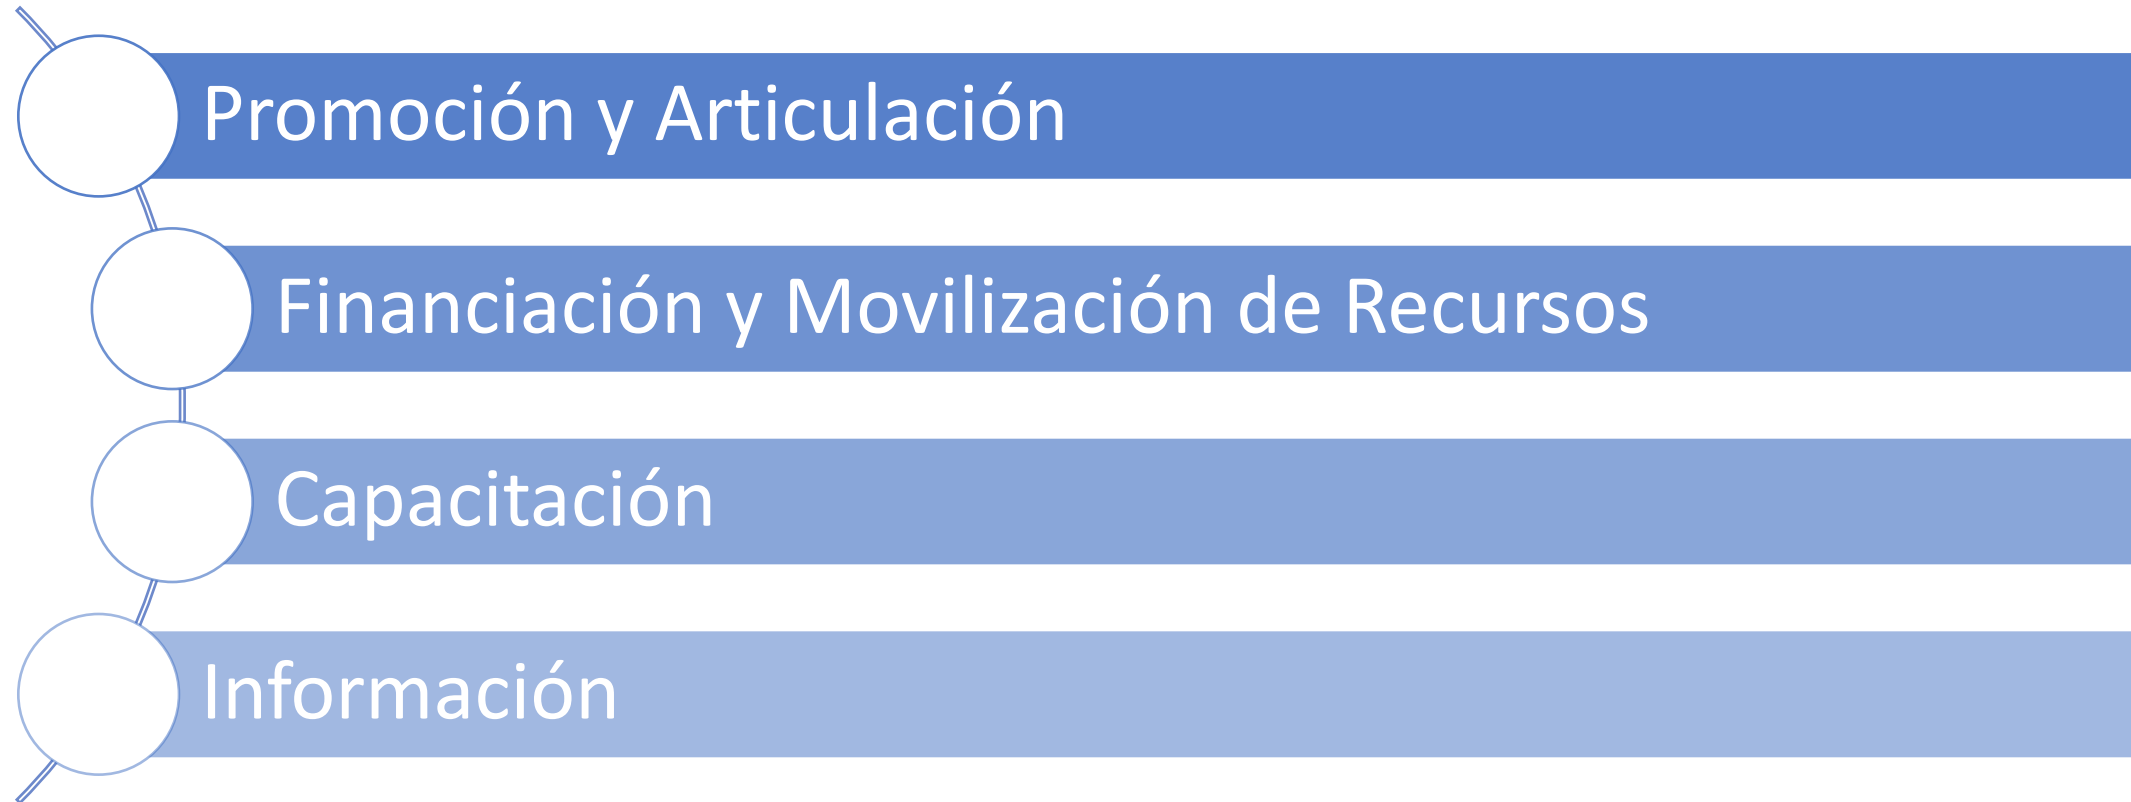 Promoción y Articulación
Financiación y Movilización de Recursos
Capacitación
Información